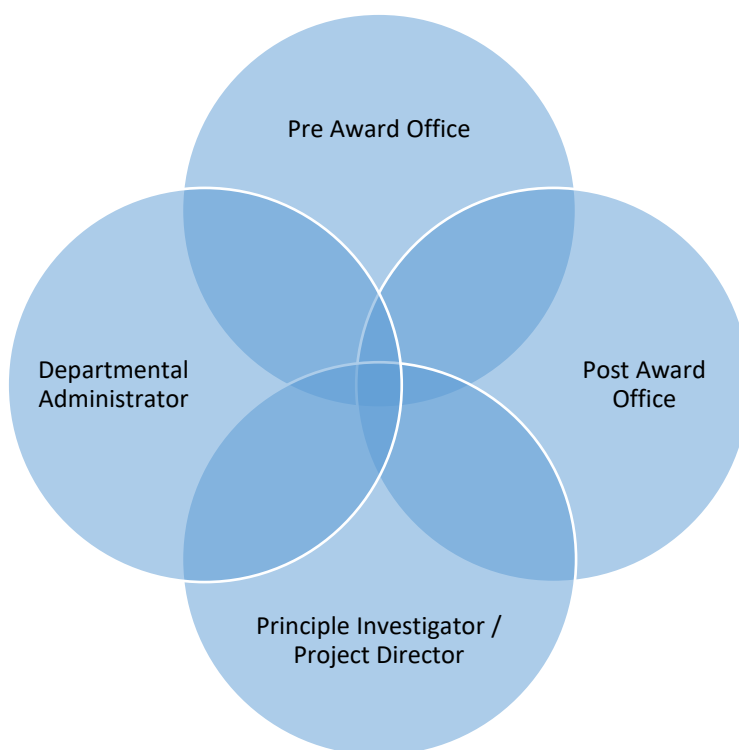 Pre Award Office
Departmental
Administrator
Post Award
Office
Principle Investigator /
Project Director